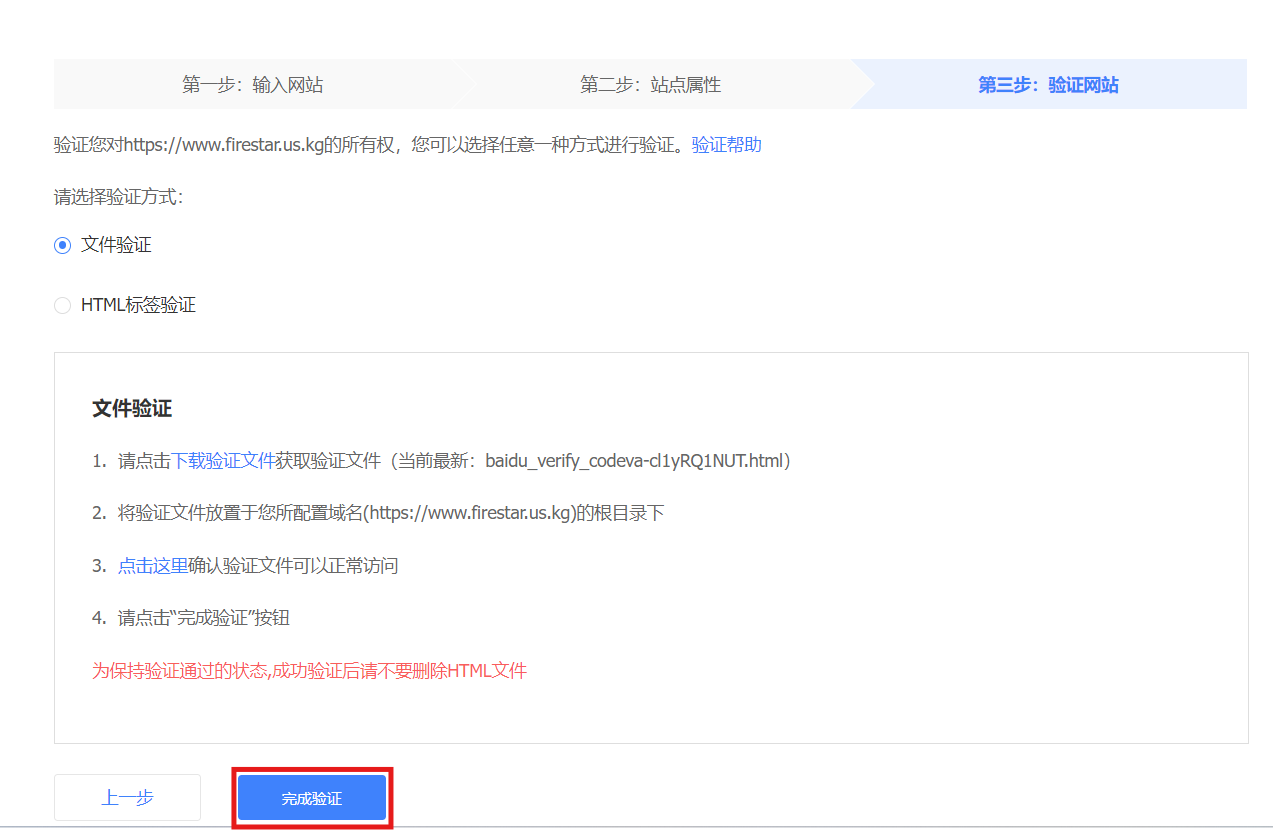 第一步：输入网站
第二步：站点属性
第三步：验证网站
验证您对https://www.firestar.us.kg的所有权，您可以选择任意一种方式进行验证。验证帮助
请选择验证方式：
文件验证
HTML标签验证
文件验证
1. 请点击下载验证文件获取验证文件（当前最新：baidu_verify_codeva-cl1yRQ1NUT.html）
2. 将验证文件放置于您所配置域名(https://www.firestar.us.kg)的根目录下
3. 点击这里确认验证文件可以正常访问
4. 请点击“完成验证”按钮
为保持验证通过的状态,成功验证后请不要删除HTML文件
上一步
完成验证